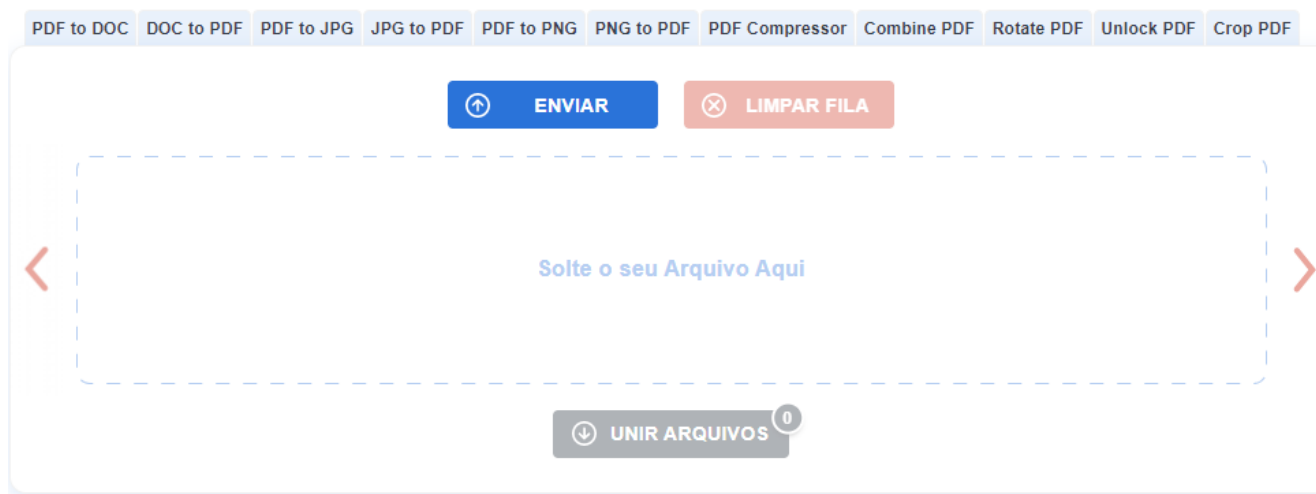 PDF to DOC DOC to PDF PDF to JPG JPG to PDF PDF to PNG PNG to PDF PDF Compressor Combine PDF Rotate PDF Unlock PDF Crop PDF
ENVIAR LIMPAR FILA
Solte o seu Arquivo Aqui
UNIR ARQUIVOS 0